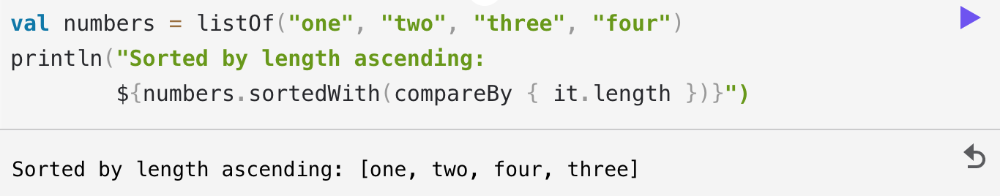 val numbers = listOf("one", "two", "three", "four")
println("Sorted by length ascending:
        ${numbers.sortedWith(compareBy { it.length })}")
Sorted by length ascending: [one, two, four, three]